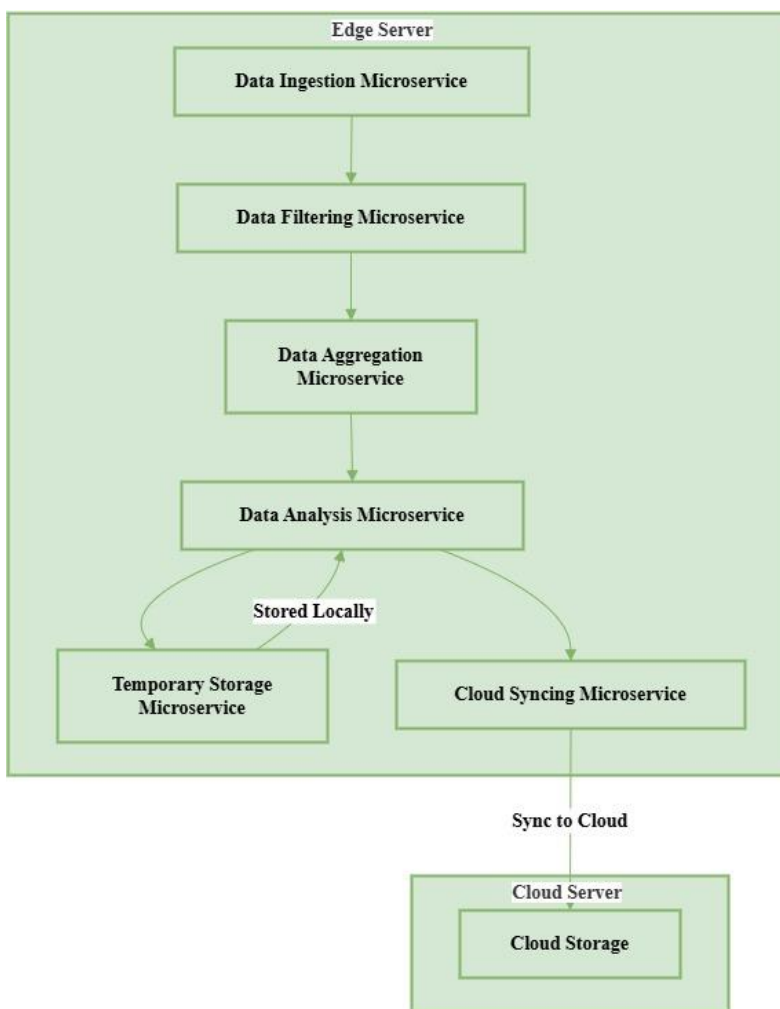 Edge Server
Data Ingestion Microservice
Data Filtering Microservice
Data Aggregation
Microservice
Data Analysis Microservice
Stored Locally
Temporary Storage
Microservice
Cloud Syncing Microservice
Sync to Cloud
Cloud Server
Cloud Storage